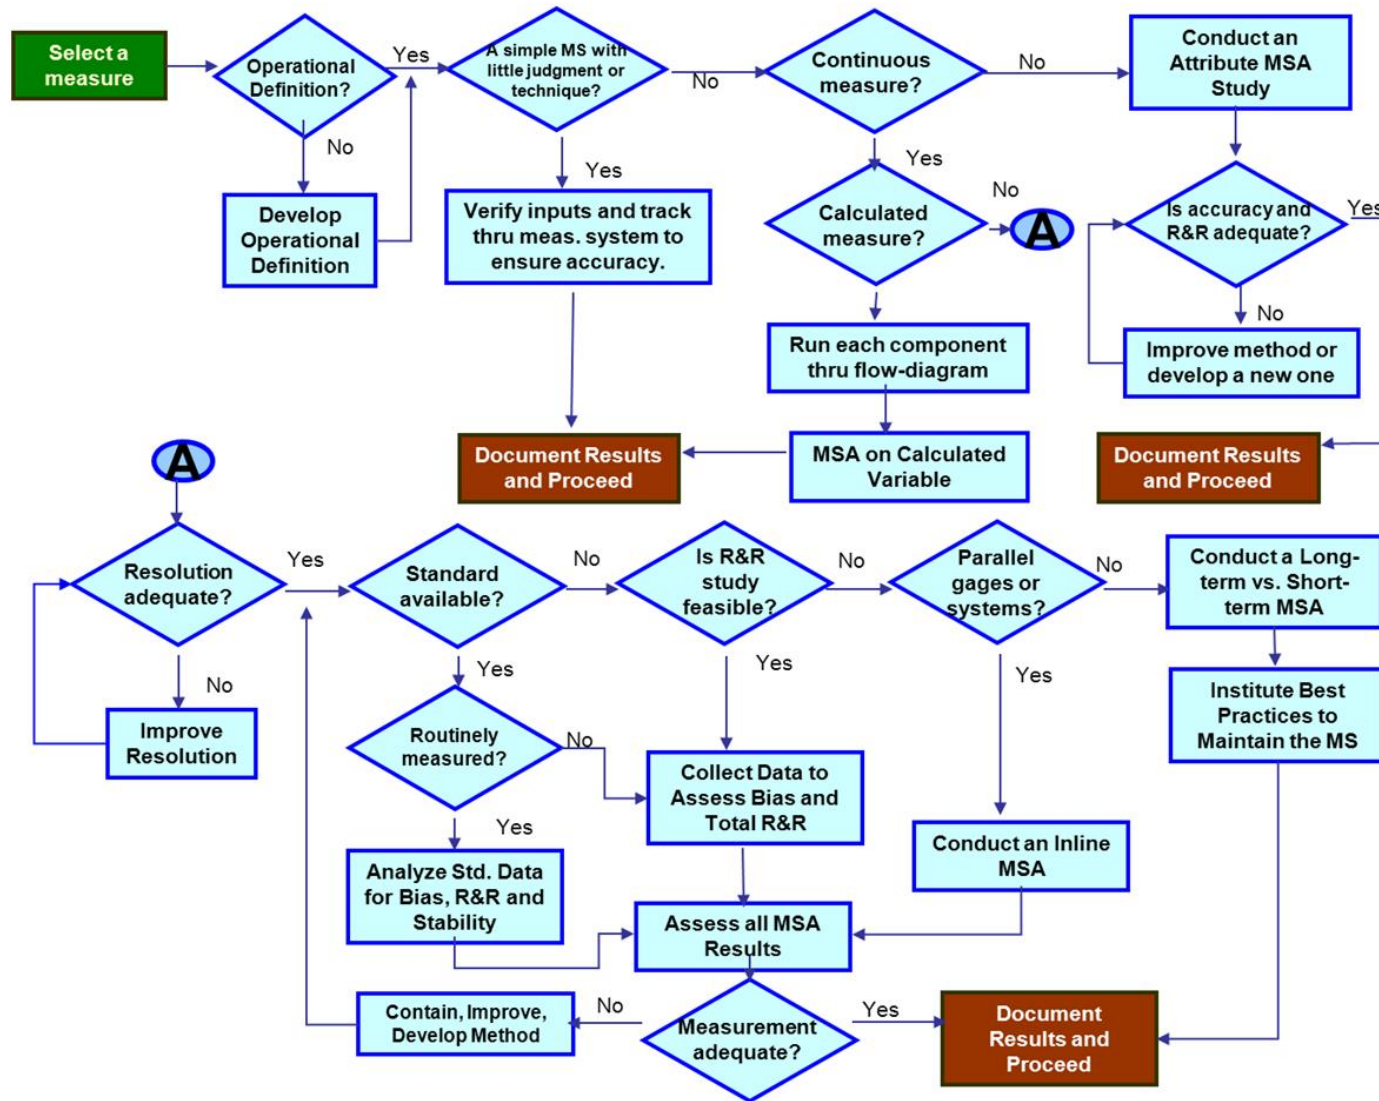 Select a
measure
Operational
Definition?
Yes
No
Develop
Operational
Definition
A simple MS with
little judgment or
technique?
No
Yes
Verify inputs and track
thru meas. system to
ensure accuracy.
Continuous
measure?
No
Yes
Calculated
measure?
No
A
Run each component
thru flow-diagram
MSA on Calculated
Variable
Document Results
and Proceed
Conduct an
Attribute MSA
Study
Is accuracy and
R&R adequate?
Yes
No
Improve method or
develop a new one
Document Results
and Proceed
A
Resolution
adequate?
Yes
No
Improve
Resolution
Standard
available?
No
Yes
Routinely
measured?
No
Yes
Analyze Std. Data
for Bias, R&R and
Stability
Is R&R
study
feasible?
No
Yes
Collect Data to
Assess Bias and
Total R&R
Parallel
gages or
systems?
No
Yes
Conduct an Inline
MSA
Conduct a Long-
term vs. Short-
term MSA
Institute Best
Practices to
Maintain the MS
Assess all MSA
Results
Measurement
adequate?
No
Yes
Contain, Improve,
Develop Method
Document
Results and
Proceed